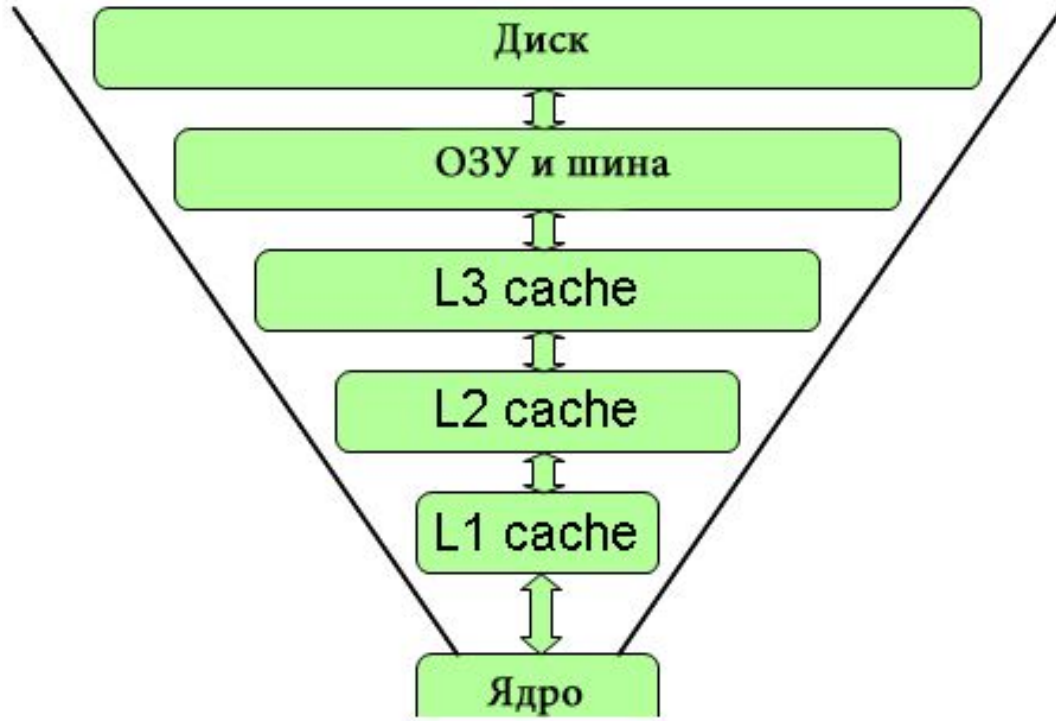 Диск
ОЗУ и шина
L3 cache
L2 cache
L1 cache
Ядро